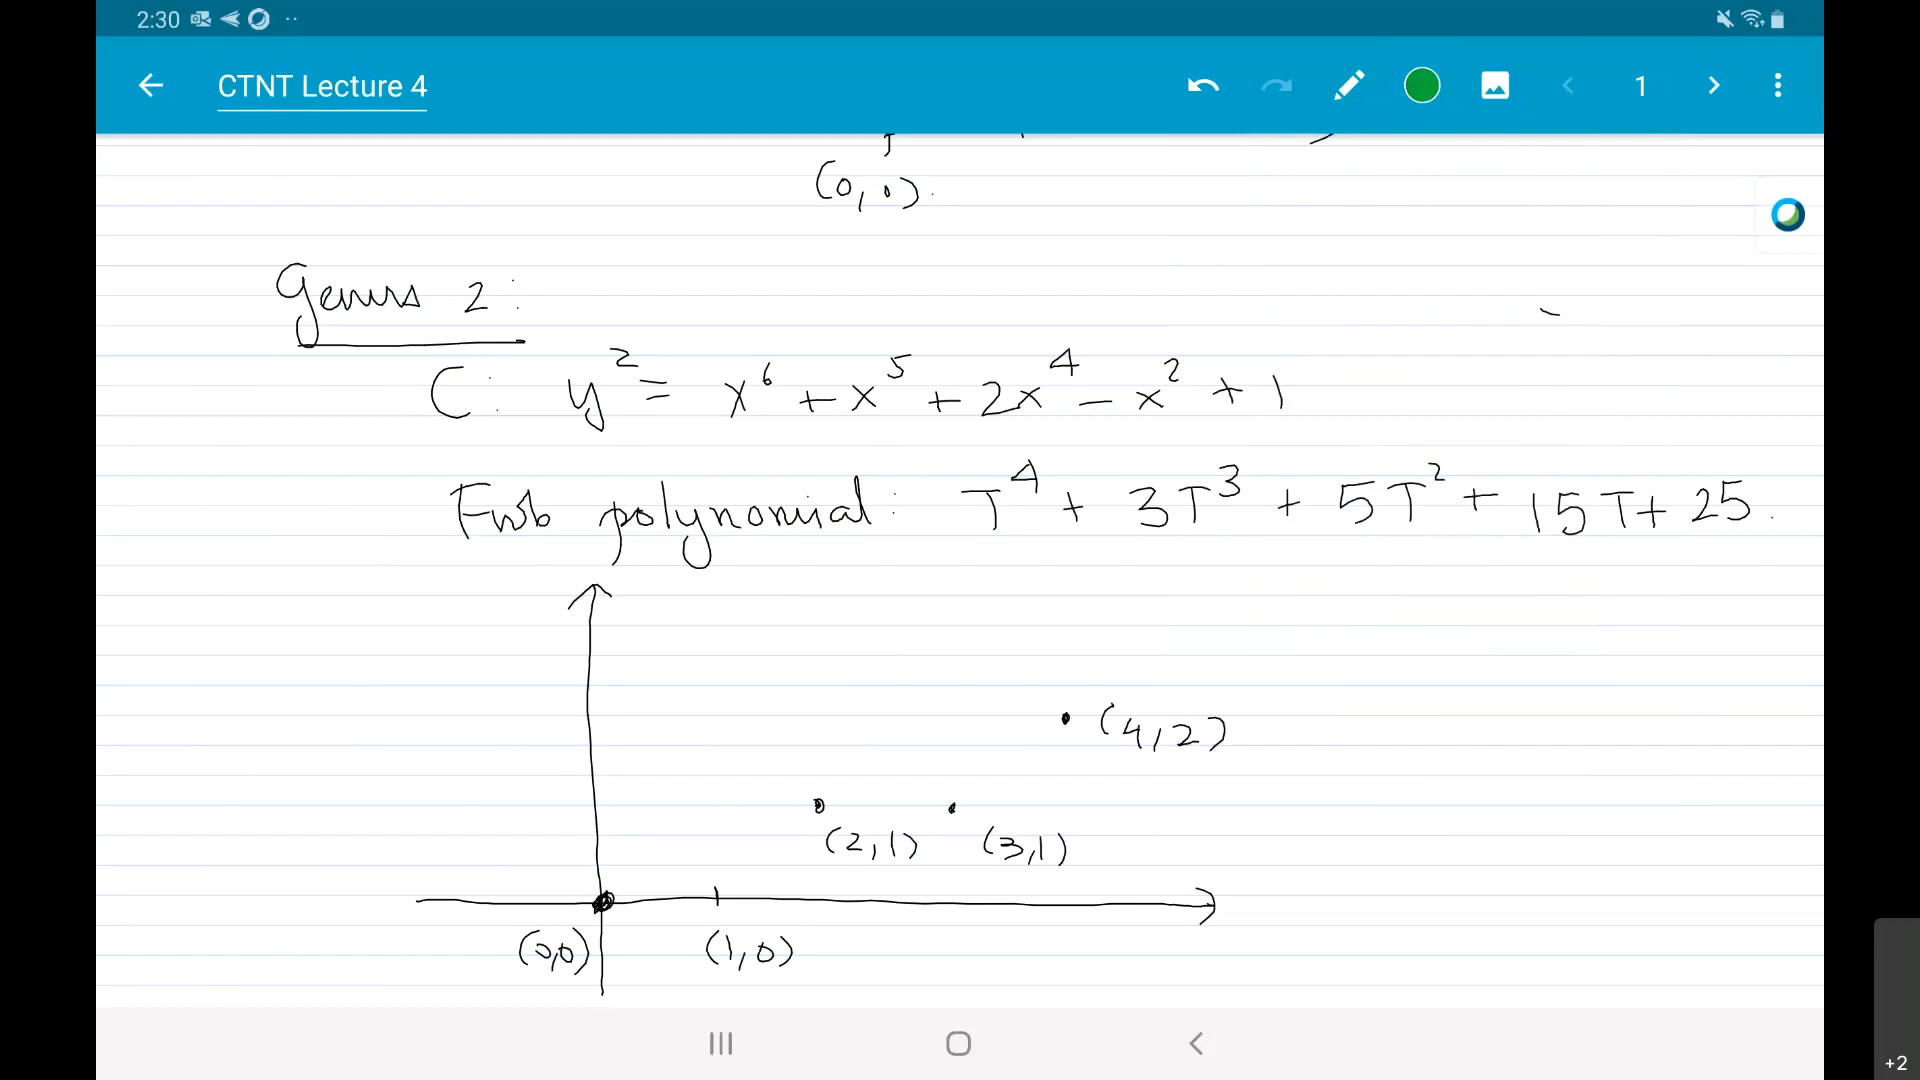 2:30
CTNT Lecture 4
1
(0,0).
Genus 2:
C: y² = x⁶ + x⁵ + 2x⁴ - x² + 1
Frob polynomial: T⁴ + 3T³ + 5T² + 15T + 25.
(4,2)
(2,1) (3,1)
(0,0) (1,0)
+2